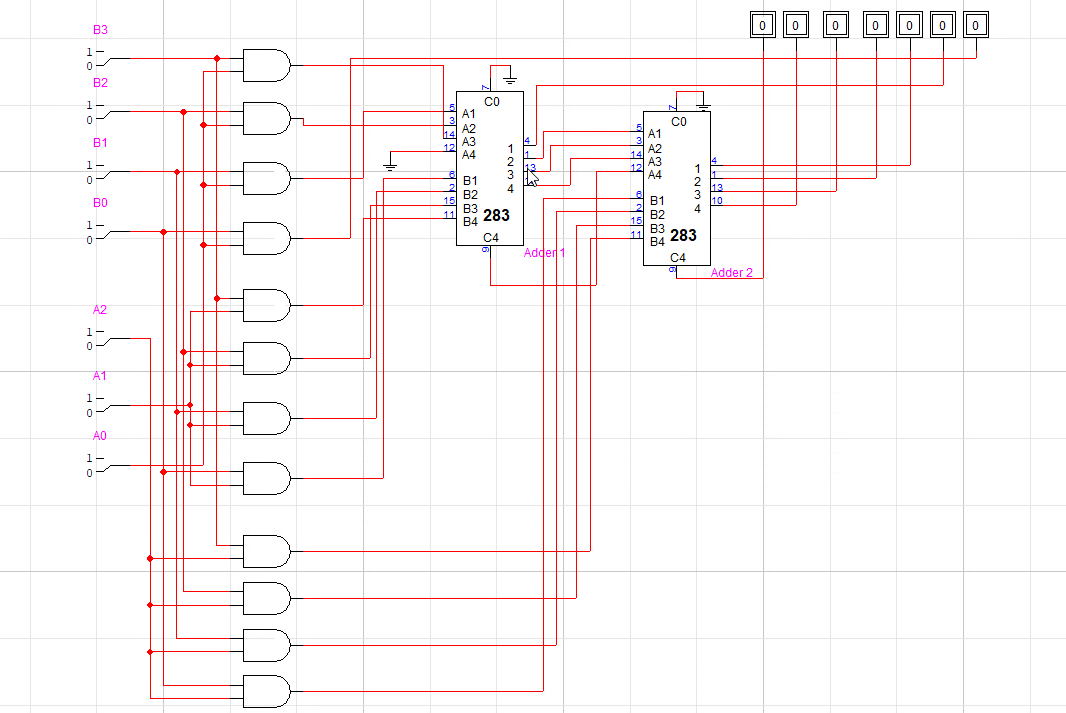 0 0 0 0 0 0 0
B3
1
0
B2
1
0
B1
1
0
B0
1
0
A2
1
0
A1
1
0
A0
1
0
7
C0
5 A1
3 A2
14 A3
12 A4
1 4
2 1
3 13
4
6 B1
2 B2
15 B3
11 B4
283
C4
9
Adder 1
7
C0
5 A1
3 A2
14 A3
12 A4
1 4
2 1
3 13
4 10
6 B1
2 B2
15 B3
11 B4
283
C4
9
Adder 2